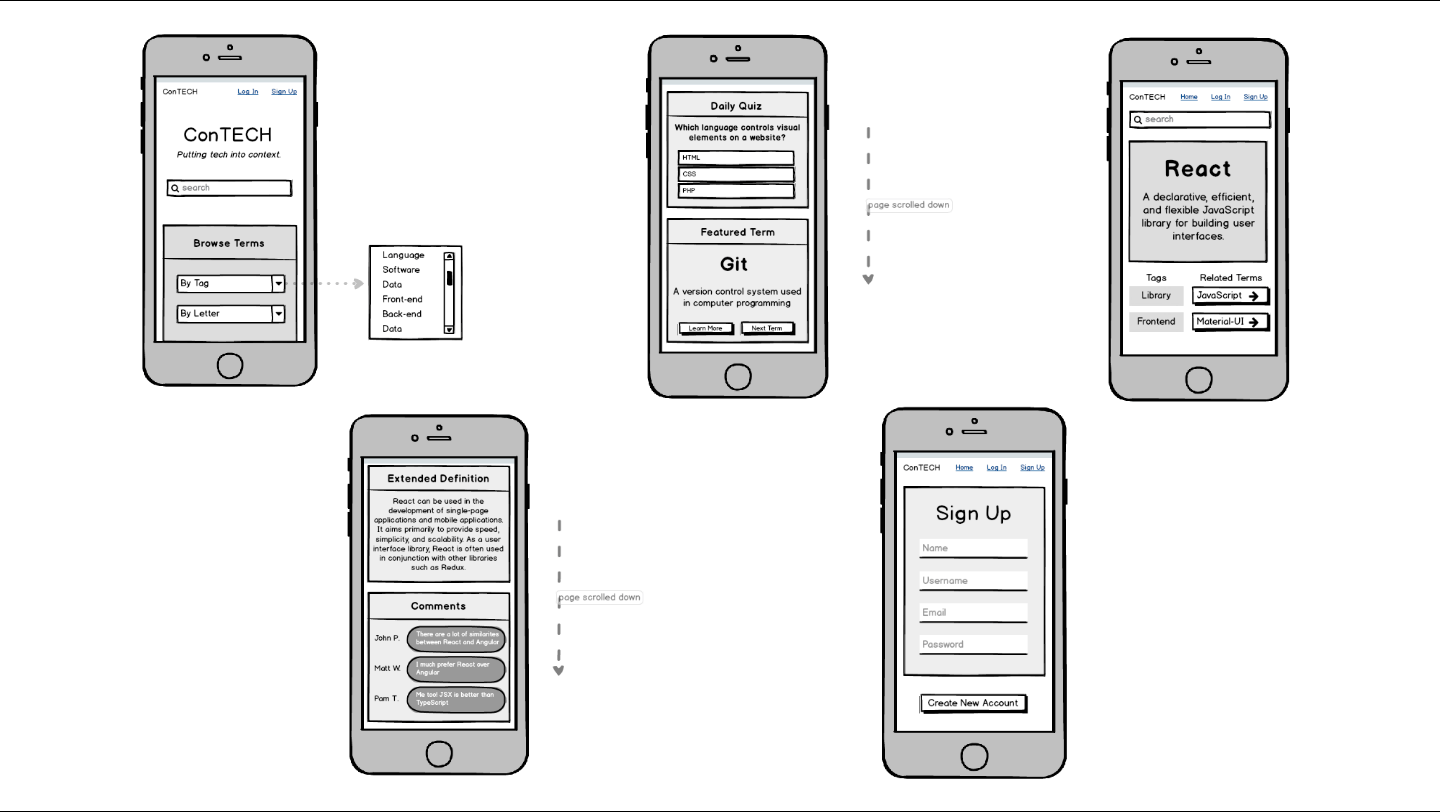 ConTECH Log In Sign Up
ConTECH
Putting tech into context.
search
Browse Terms
By Tag
By Letter
Language
Software
Data
Front-end
Back-end
Data
Daily Quiz
Which language controls visual
elements on a website?
HTML
CSS
PHP
Featured Term
Git
A version control system used
in computer programming
Learn More Next Term
page scrolled down
ConTECH Home Log In Sign Up
search
React
A declarative, efficient,
and flexible JavaScript
library for building user
interfaces.
Tags Related Terms
Library JavaScript
Frontend Material-UI
Extended Definition
React can be used in the
development of single-page
applications and mobile applications.
It aims primarily to provide speed,
simplicity, and scalability. As a user
interface library, React is often used
in conjunction with other libraries
such as Redux.
Comments
John P. There are a lot of similarites
between React and Angular
Matt W. I much prefer React over
Angular
Pam T. Me too! JSX is better than
TypeScript
page scrolled down
ConTECH Home Log In Sign Up
Sign Up
Name
Username
Email
Password
Create New Account